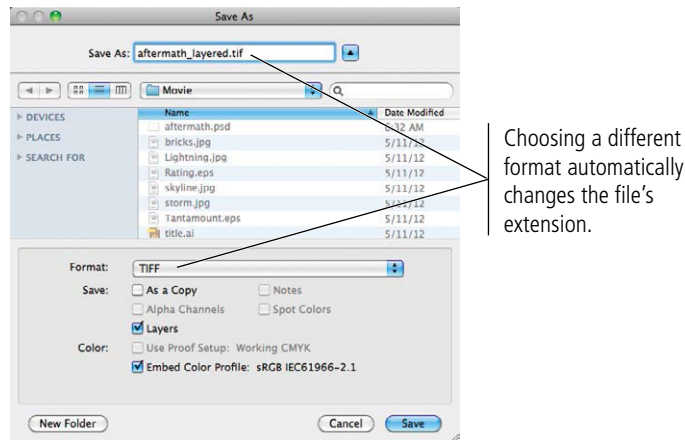 Save As
Save As: aftermath_layered.tif
Movie
Name Date Modified
DEVICES
PLACES
SEARCH FOR
aftermath.psd 6:32 AM
bricks.jpg 5/11/12
Lightning.jpg 5/11/12
Rating.eps 5/11/12
skyline.jpg 5/11/12
storm.jpg 5/11/12
Tantamount.eps 5/11/12
title.ai 5/11/12
Format: TIFF
Save: As a Copy Notes
Alpha Channels Spot Colors
Layers
Color: Use Proof Setup: Working CMYK
Embed Color Profile: sRGB IEC61966-2.1
New Folder Cancel Save
Choosing a different
format automatically
changes the file's
extension.